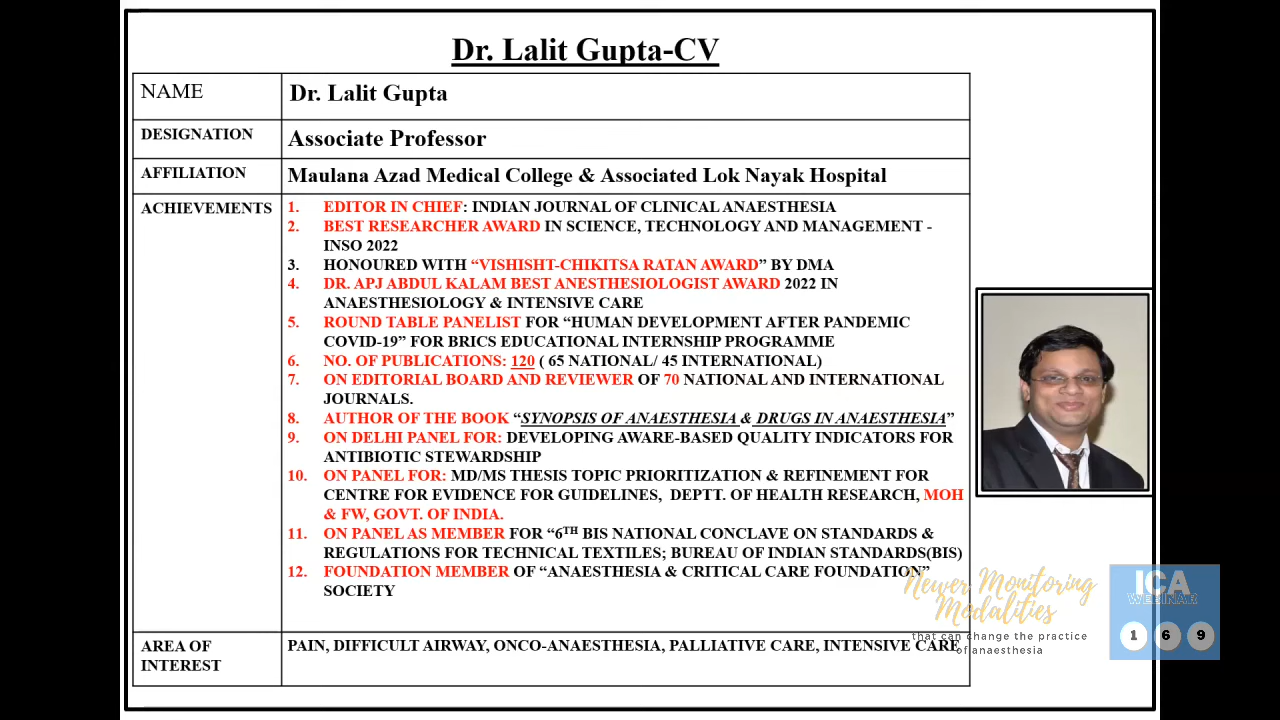 Dr. Lalit Gupta-CV
NAME
Dr. Lalit Gupta
DESIGNATION
Associate Professor
AFFILIATION
Maulana Azad Medical College & Associated Lok Nayak Hospital
ACHIEVEMENTS
1. EDITOR IN CHIEF: INDIAN JOURNAL OF CLINICAL ANAESTHESIA
2. BEST RESEARCHER AWARD IN SCIENCE, TECHNOLOGY AND MANAGEMENT -
INSO 2022
3. HONOURED WITH “VISHISHT-CHIKITSA RATAN AWARD” BY DMA
4. DR. APJ ABDUL KALAM BEST ANESTHESIOLOGIST AWARD 2022 IN
ANAESTHESIOLOGY & INTENSIVE CARE
5. ROUND TABLE PANELIST FOR “HUMAN DEVELOPMENT AFTER PANDEMIC
COVID-19” FOR BRICS EDUCATIONAL INTERNSHIP PROGRAMME
6. NO. OF PUBLICATIONS: 120 ( 65 NATIONAL/ 45 INTERNATIONAL)
7. ON EDITORIAL BOARD AND REVIEWER OF 70 NATIONAL AND INTERNATIONAL
JOURNALS.
8. AUTHOR OF THE BOOK “SYNOPSIS OF ANAESTHESIA & DRUGS IN ANAESTHESIA”
9. ON DELHI PANEL FOR: DEVELOPING AWARE-BASED QUALITY INDICATORS FOR
ANTIBIOTIC STEWARDSHIP
10. ON PANEL FOR: MD/MS THESIS TOPIC PRIORITIZATION & REFINEMENT FOR
CENTRE FOR EVIDENCE FOR GUIDELINES, DEPTT. OF HEALTH RESEARCH, MOH
& FW, GOVT. OF INDIA.
11. ON PANEL AS MEMBER FOR “6TH BIS NATIONAL CONCLAVE ON STANDARDS &
REGULATIONS FOR TECHNICAL TEXTILES; BUREAU OF INDIAN STANDARDS(BIS)
12. FOUNDATION MEMBER OF “ANAESTHESIA & CRITICAL CARE FOUNDATION”
SOCIETY
AREA OF
INTEREST
PAIN, DIFFICULT AIRWAY, ONCO-ANAESTHESIA, PALLIATIVE CARE, INTENSIVE CARE
Newer Monitoring
Modalities
that can change the practice
of anaesthesia
ICA
WEBINAR
1 6 9